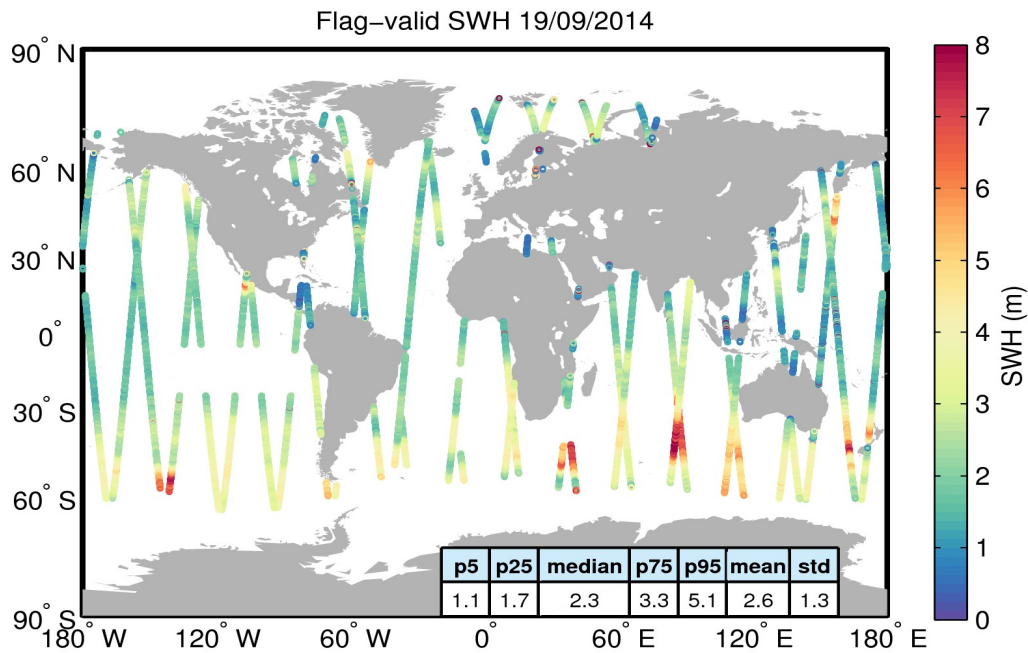 Flag−valid SWH 19/09/2014
90° N
60° N
30° N
0°
30° S
60° S
90° S
180° W
120° W
60° W
0°
60° E
120° E
180° E
p5 p25 median p75 p95 mean std
1.1 1.7 2.3 3.3 5.1 2.6 1.3
8
7
6
5
4
3
2
1
0
SWH (m)